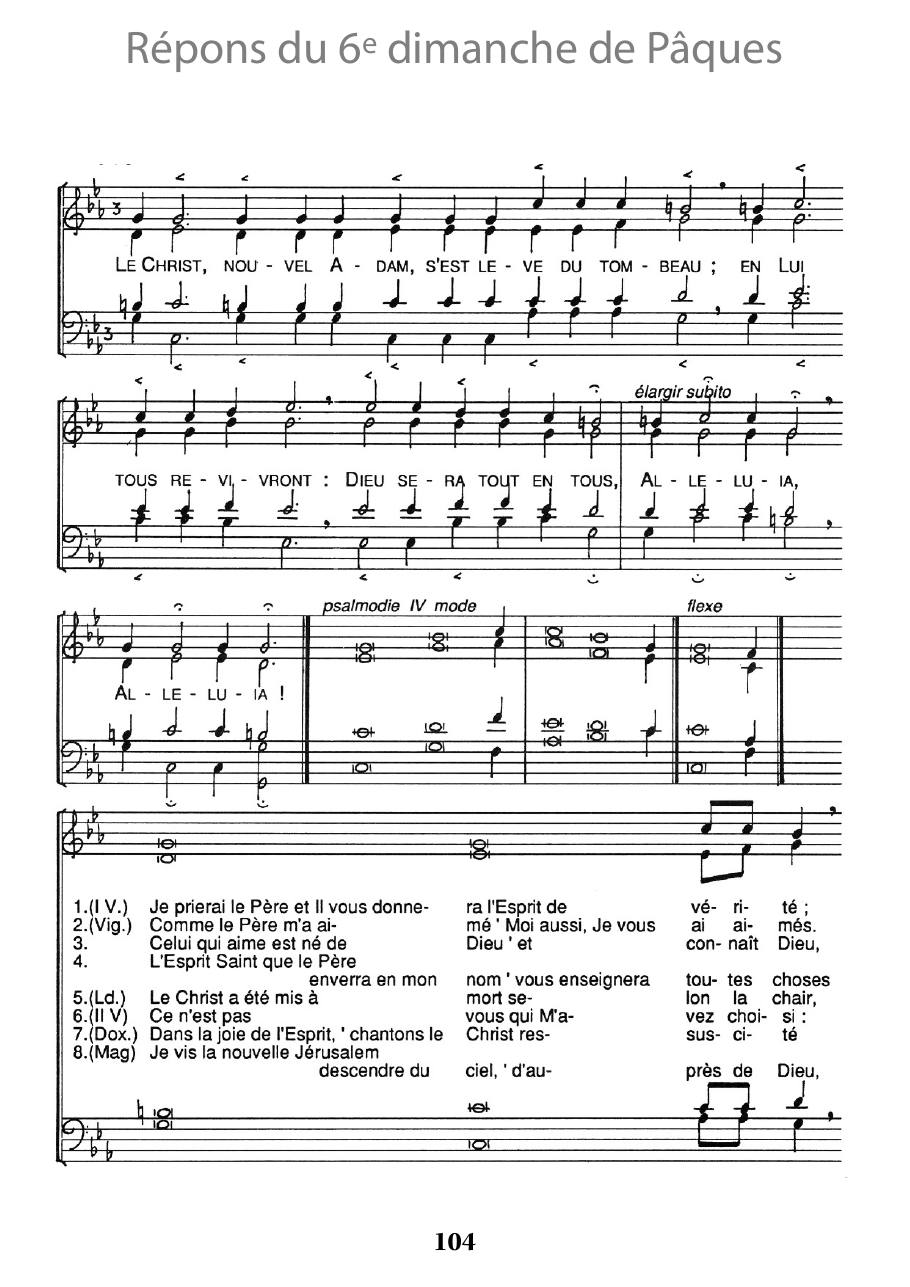 Répons du 6e dimanche de Pâques
3
LE CHRIST, NOU - VEL A - DAM, S'EST LE - VE DU TOM - BEAU ; EN LUI
3
élargir subito
TOUS RE - VI - VRONT : DIEU SE - RA TOUT EN TOUS, AL - LE - LU - IA,
psalmodie IV mode flexe
AL - LE - LU - IA !
1.(I V.) Je prierai le Père et Il vous donne- ra l'Esprit de vé- ri- té ;
2.(Vig.) Comme le Père m'a ai- mé ' Moi aussi, Je vous ai ai- més.
3. Celui qui aime est né de Dieu ' et con- naît Dieu,
4. L'Esprit Saint que le Père
enverra en mon nom ' vous enseignera tou- tes choses
5.(Ld.) Le Christ a été mis à mort se- lon la chair,
6.(II V) Ce n'est pas vous qui M'a- vez choi- si :
7.(Dox.) Dans la joie de l'Esprit, ' chantons le Christ res- sus- ci- té
8.(Mag) Je vis la nouvelle Jérusalem
descendre du ciel, ' d'au- près de Dieu,
104